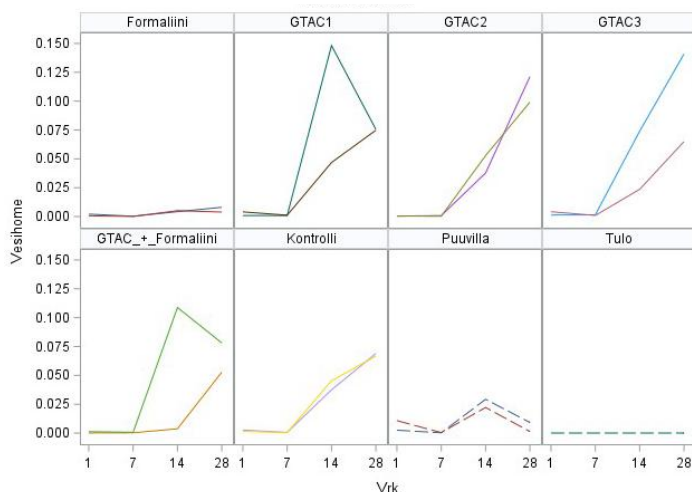 Formaliini GTAC1 GTAC2 GTAC3
0.150
0.125
0.100
0.075
0.050
0.025
0.000
GTAC_+_Formaliini Kontrolli Puuvilla Tulo
0.150
0.125
0.100
0.075
0.050
0.025
0.000
Vesihome
1 7 14 28 1 7 14 28 1 7 14 28 1 7 14 28
Vrk